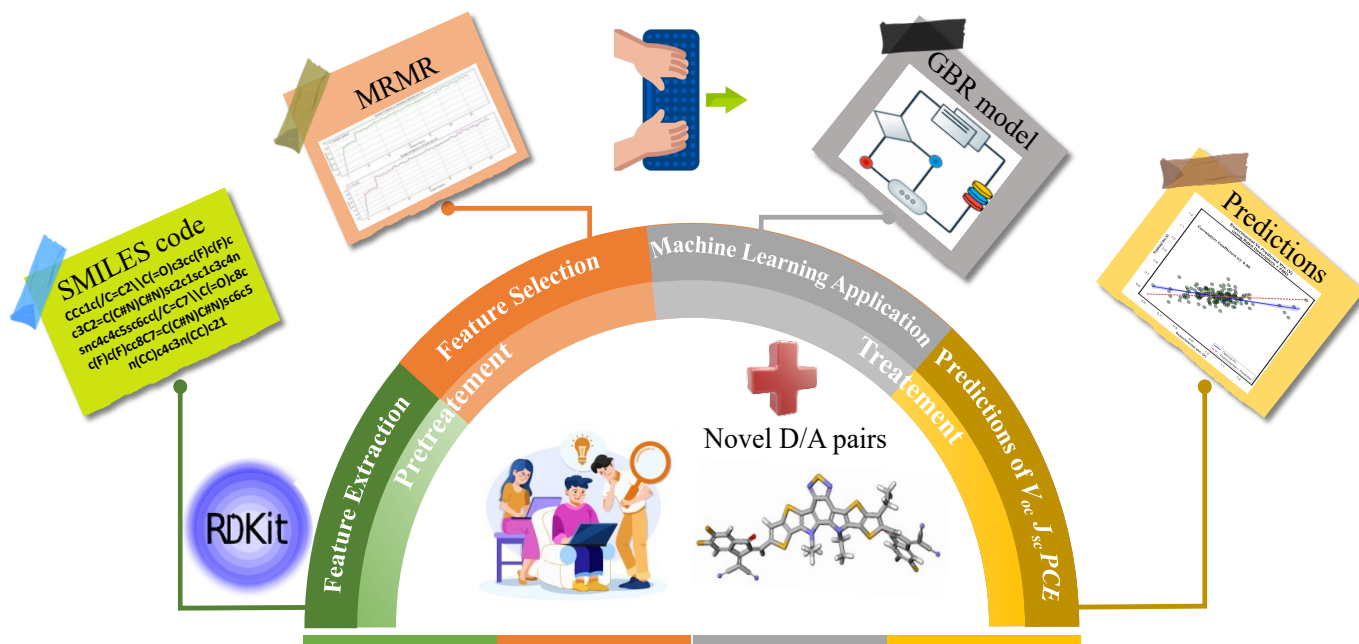 SMILES code
CCc1c(/C=C2\\C(=O)c3cc(F)c(F)c
c3C2=C(C#N)C#N)sc2c1sc1c3c4n
snc4c4c5sc6cc(/C=C7\\C(=O)c8c
c(F)c(F)cc8C7=C(C#N)C#N)sc6c5
n(CC)c4c3n(CC)c21
MRMR
GBR model
Predictions
RDKit
Feature Extraction
Feature Selection
Machine Learning Application
Predictions of Voc Jsc PCE
Pretreatement
Treatement
Novel D/A pairs